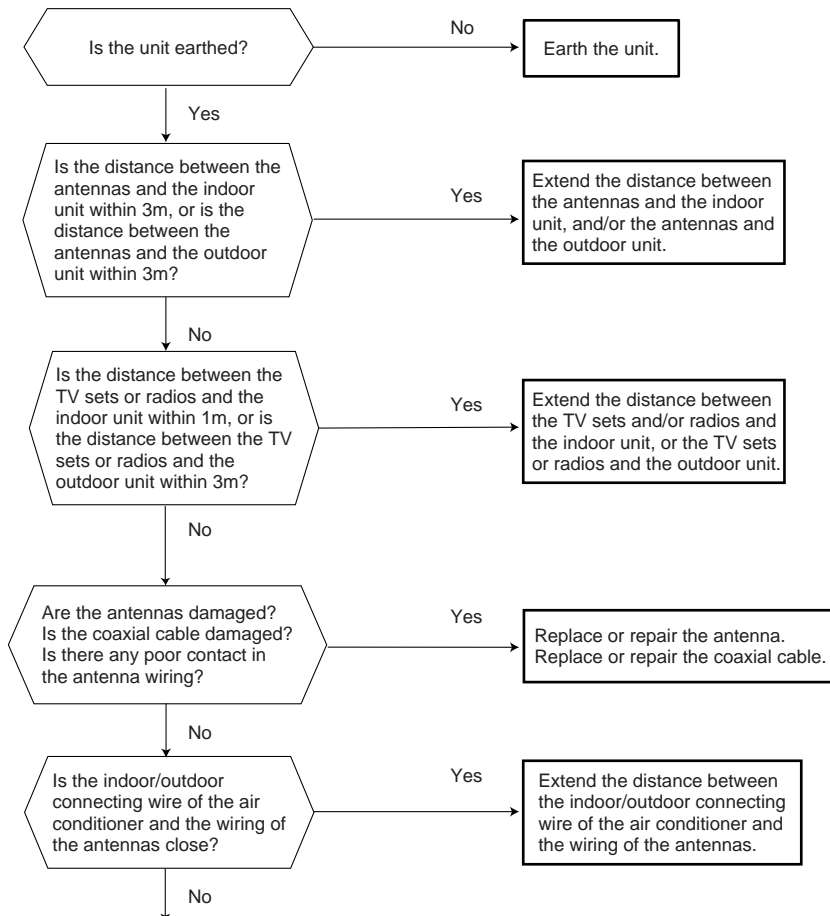 Is the unit earthed?
No
Earth the unit.
Yes
Is the distance between the
antennas and the indoor
unit within 3m, or is the
distance between the
antennas and the outdoor
unit within 3m?
Yes
Extend the distance between
the antennas and the indoor
unit, and/or the antennas and
the outdoor unit.
No
Is the distance between the
TV sets or radios and the
indoor unit within 1m, or is
the distance between the TV
sets or radios and the
outdoor unit within 3m?
Yes
Extend the distance between
the TV sets and/or radios and
the indoor unit, or the TV sets
or radios and the outdoor unit.
No
Are the antennas damaged?
Is the coaxial cable damaged?
Is there any poor contact in
the antenna wiring?
Yes
Replace or repair the antenna.
Replace or repair the coaxial cable.
No
Is the indoor/outdoor
connecting wire of the air
conditioner and the wiring of
the antennas close?
Yes
Extend the distance between
the indoor/outdoor connecting
wire of the air conditioner and
the wiring of the antennas.
No